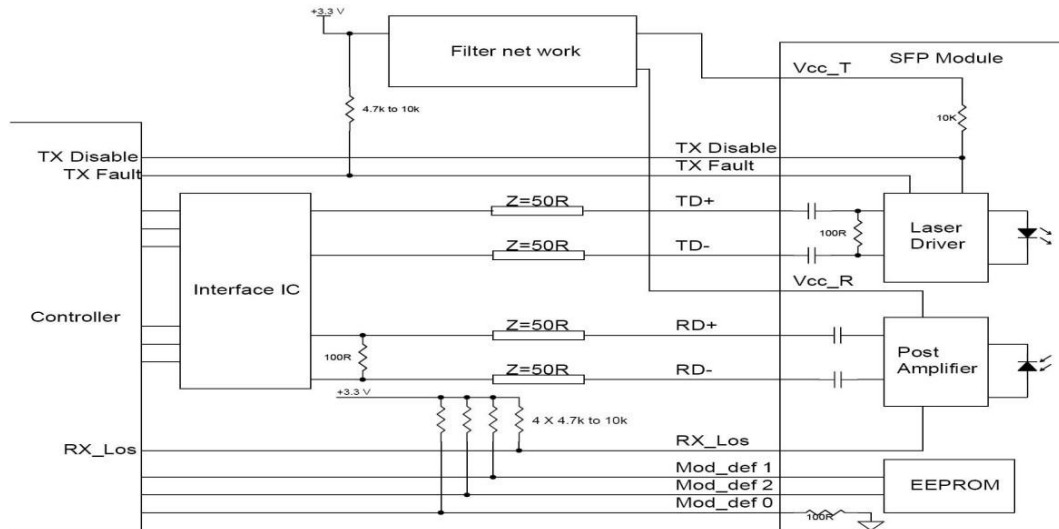 +3.3 V
Filter net work
SFP Module
Vcc_T
4.7k to 10k
10K
TX Disable
TX Disable
TX Fault
TX Fault
Z=50R
TD+
Laser
Driver
100R
Z=50R
TD-
Interface IC
Vcc_R
Controller
Z=50R
RD+
Post
Amplifier
100R
Z=50R
RD-
+3.3 V
4 X 4.7k to 10k
RX_Los
RX_Los
Mod_def 1
Mod_def 2
EEPROM
Mod_def 0
100R